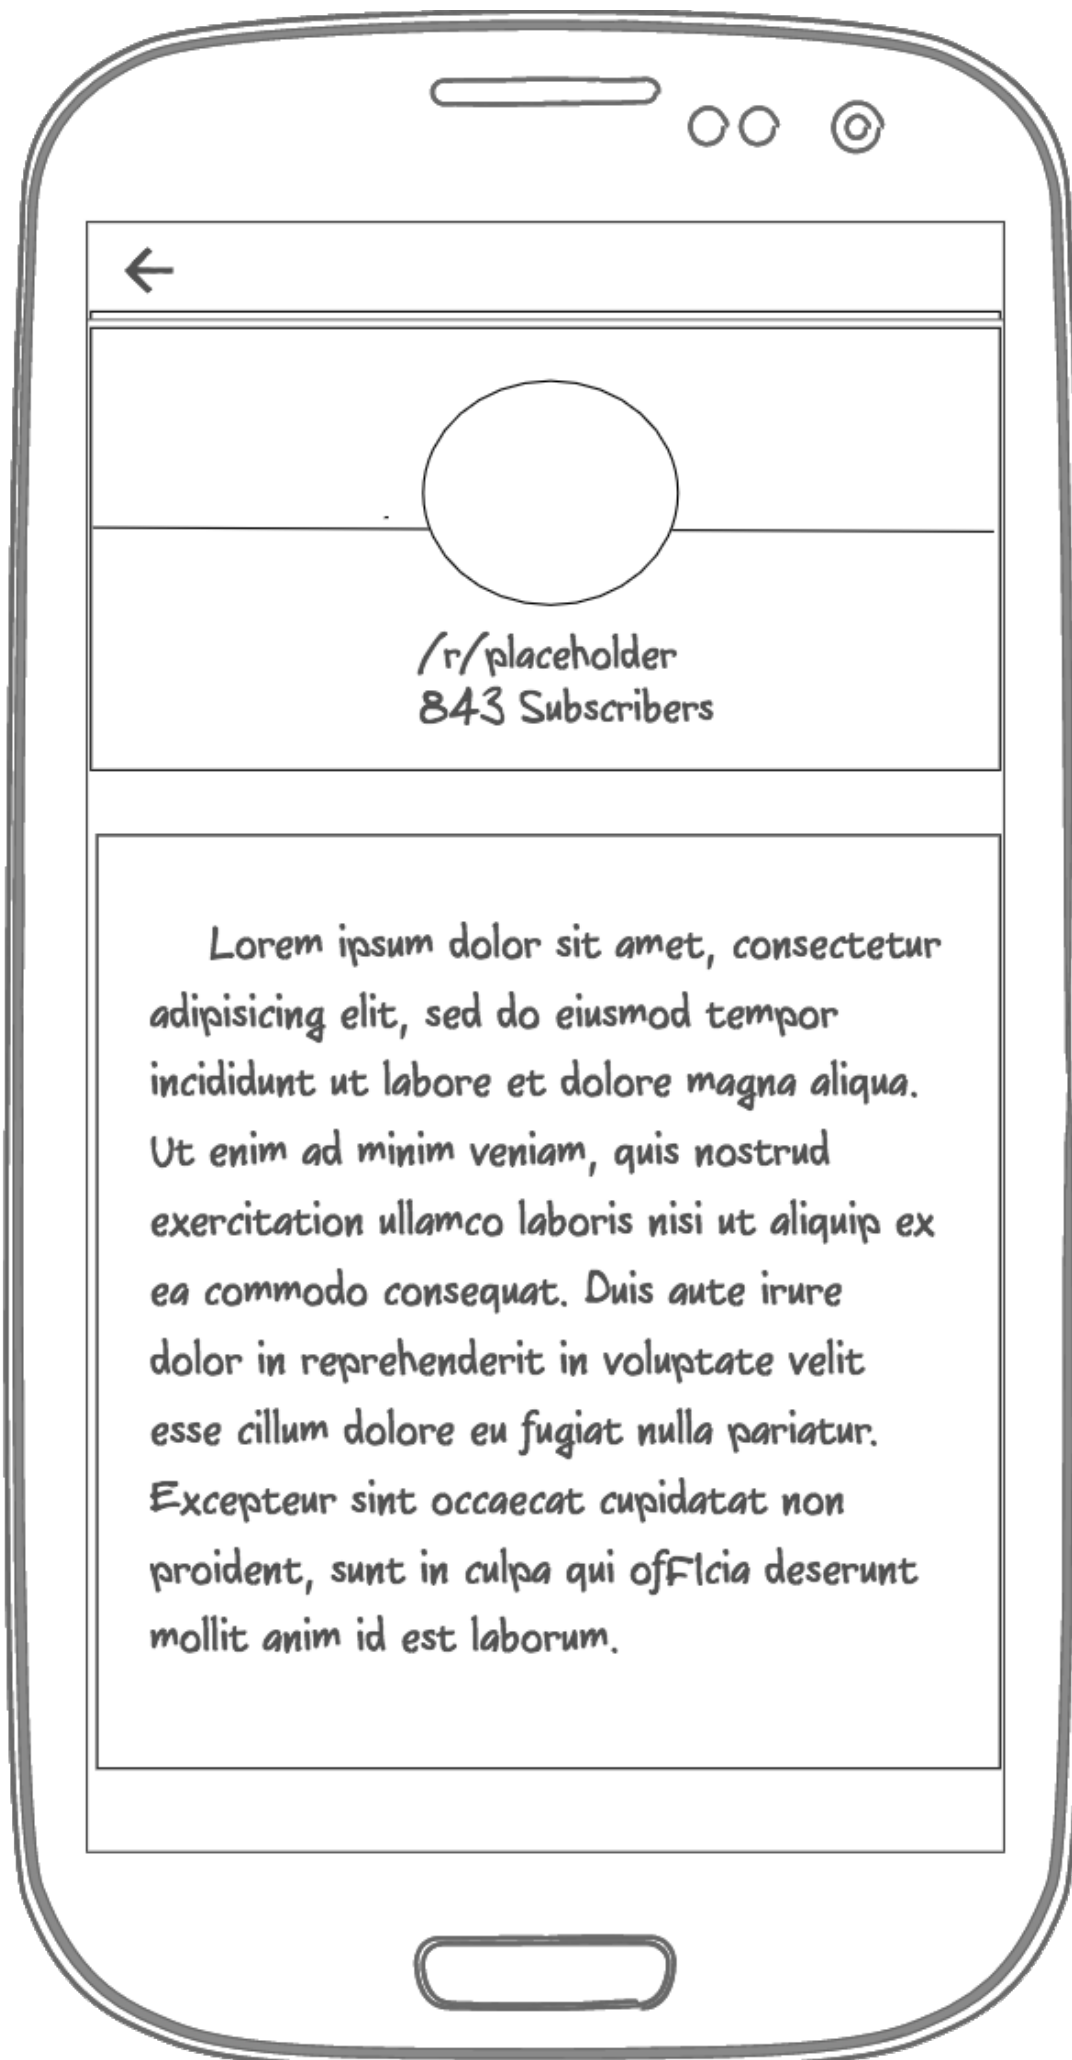 /r/placeholder
843 Subscribers
Lorem ipsum dolor sit amet, consectetur
adipisicing elit, sed do eiusmod tempor
incididunt ut labore et dolore magna aliqua.
Ut enim ad minim veniam, quis nostrud
exercitation ullamco laboris nisi ut aliquip ex
ea commodo consequat. Duis aute irure
dolor in reprehenderit in voluptate velit
esse cillum dolore eu fugiat nulla pariatur.
Excepteur sint occaecat cupidatat non
proident, sunt in culpa qui ofFIcia deserunt
mollit anim id est laborum.